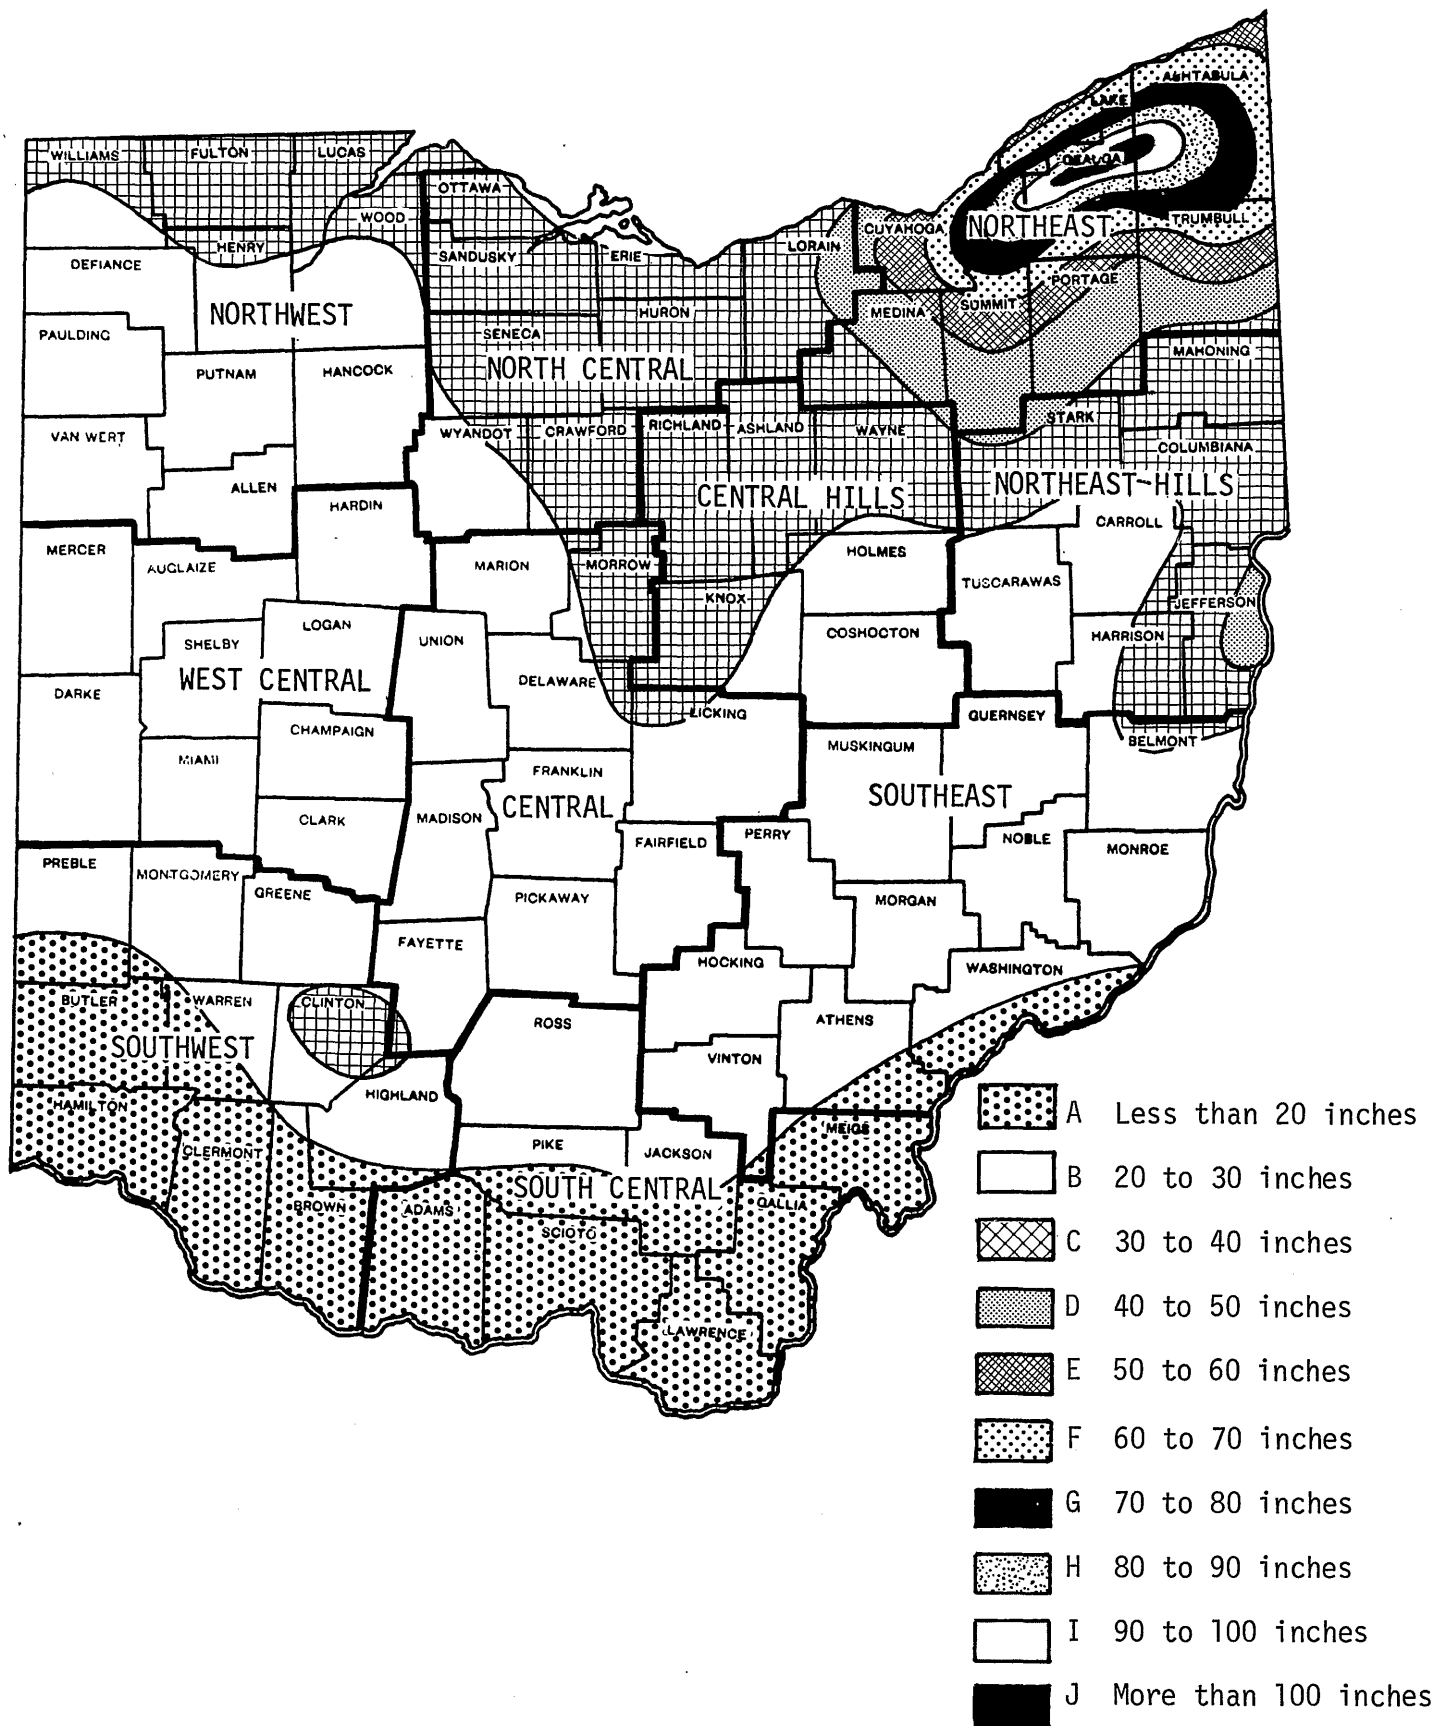 ASHTABULA
LAKE
GEAUGA
WILLIAMS
FULTON
LUCAS
OTTAWA
WOOD
CUYAHOGA
NORTHEAST
TRUMBULL
HENRY
LORAIN
SANDUSKY
ERIE
DEFIANCE
PORTAGE
NORTHWEST
HURON
MEDINA
SUMMIT
PAULDING
SENECA
MAHONING
PUTNAM
HANCOCK
NORTH CENTRAL
VAN WERT
WYANDOT
CRAWFORD
RICHLAND
ASHLAND
WAYNE
STARK
COLUMBIANA
ALLEN
CENTRAL HILLS
NORTHEAST-HILLS
HARDIN
CARROLL
MERCER
AUGLAIZE
MARION
MORROW
HOLMES
TUSCARAWAS
KNOX
JEFFERSON
LOGAN
UNION
COSHOCTON
HARRISON
SHELBY
WEST CENTRAL
DELAWARE
DARKE
LICKING
GUERNSEY
CHAMPAIGN
MUSKINGUM
BELMONT
MIAMI
FRANKLIN
CENTRAL
SOUTHEAST
CLARK
MADISON
FAIRFIELD
PERRY
NOBLE
MONROE
PREBLE
MONTGOMERY
GREENE
PICKAWAY
MORGAN
FAYETTE
HOCKING
WASHINGTON
BUTLER
WARREN
CLINTON
ROSS
ATHENS
SOUTHWEST
VINTON
HAMILTON
HIGHLAND
MEIGS
CLERMONT
PIKE
JACKSON
SOUTH CENTRAL
BROWN
ADAMS
GALLIA
SCIOTO
LAWRENCE
A Less than 20 inches
B 20 to 30 inches
C 30 to 40 inches
D 40 to 50 inches
E 50 to 60 inches
F 60 to 70 inches
G 70 to 80 inches
H 80 to 90 inches
I 90 to 100 inches
J More than 100 inches